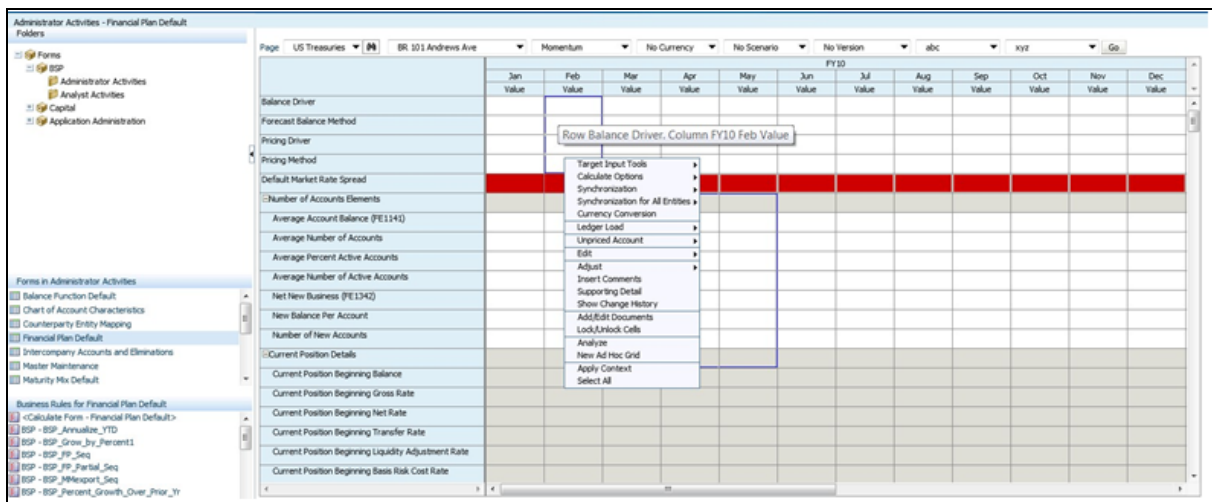 Administrator Activities - Financial Plan Default
Folders
Forms
BSP
Administrator Activities
Analyst Activities
Capital
Application Administration
Forms in Administrator Activities
Balance Function Default
Chart of Account Characteristics
Counterparty Entity Mapping
Financial Plan Default
Intercompany Accounts and Eliminations
Master Maintenance
Maturity Mix Default
Business Rules for Financial Plan Default
<Calculate Form - Financial Plan Default>
BSP - BSP_Annualize_YTD
BSP - BSP_Grow_by_Percent1
BSP - BSP_FP_Seq
BSP - BSP_FP_Partial_Seq
BSP - BSP_MMexport_Seq
BSP - BSP_Percent_Growth_Over_Prior_Yr
Page US Treasuries BR 101 Andrews Ave Momentum No Currency No Scenario No Version abc xyz Go
FY10
Jan Feb Mar Apr May Jun Jul Aug Sep Oct Nov Dec
Value Value Value Value Value Value Value Value Value Value Value Value
Balance Driver
Forecast Balance Method
Pricing Driver
Pricing Method
Default Market Rate Spread
Number of Accounts Elements
Average Account Balance (FE1141)
Average Number of Accounts
Average Percent Active Accounts
Average Number of Active Accounts
Net New Business (FE1342)
New Balance Per Account
Number of New Accounts
Current Position Details
Current Position Beginning Balance
Current Position Beginning Gross Rate
Current Position Beginning Net Rate
Current Position Beginning Transfer Rate
Current Position Beginning Liquidity Adjustment Rate
Current Position Beginning Basis Risk Cost Rate
Row Balance Driver. Column FY10 Feb Value
Target Input Tools
Calculate Options
Synchronization
Synchronization for All Entities
Currency Conversion
Ledger Load
Unpriced Account
Edit
Adjust
Insert Comments
Supporting Detail
Show Change History
Add/Edit Documents
Lock/Unlock Cells
Analyze
New Ad Hoc Grid
Apply Context
Select All